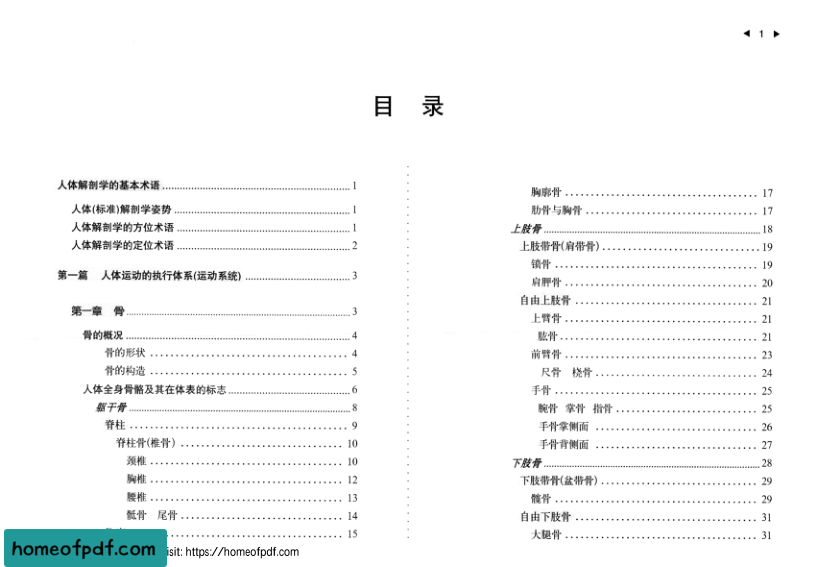 ◀ 1 ▶
目 录
人体解剖学的基本术语 1
人体(标准)解剖学姿势 1
人体解剖学的方位术语 1
人体解剖学的定位术语 2
第一篇 人体运动的执行体系(运动系统) 3
第一章 骨 3
骨的概况 4
骨的形状 4
骨的构造 5
人体全身骨骼及其在体表的标志 6
躯干骨 8
脊柱 9
脊柱骨(椎骨) 10
颈椎 10
胸椎 12
腰椎 13
骶骨 尾骨 14
15
胸廓骨 17
肋骨与胸骨 17
上肢骨 18
上肢带骨(肩带骨) 19
锁骨 19
肩胛骨 20
自由上肢骨 21
上臂骨 21
肱骨 21
前臂骨 23
尺骨 桡骨 24
手骨 25
腕骨 掌骨 指骨 25
手骨掌侧面 26
手骨背侧面 27
下肢骨 28
下肢带骨(盆带骨) 29
髋骨 29
自由下肢骨 31
大腿骨 31
homeofpdf.com
isit: https://homeofpdf.com